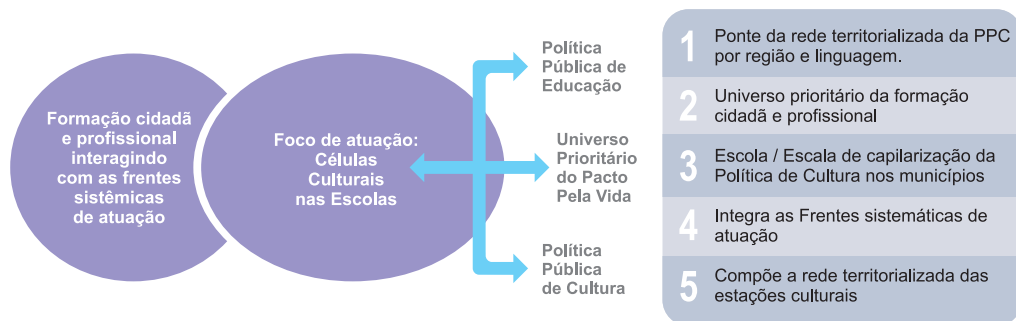 Formação cidadã
e profissional
interagindo
com as frentes
sistêmicas
de atuação
Foco de atuação:
Células
Culturais
nas Escolas
Política
Pública de
Educação
Universo
Prioritário
do Pacto
Pela Vida
Política
Pública
de Cultura
1 Ponte da rede territorializada da PPC
por região e linguagem.
2 Universo prioritário da formação
cidadã e profissional
3 Escola / Escala de capilarização da
Política de Cultura nos municípios
4 Integra as Frentes sistemáticas de
atuação
5 Compõe a rede territorializada das
estações culturais